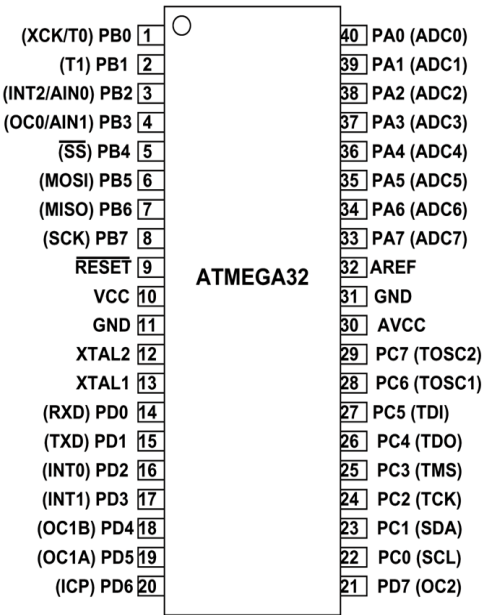 (XCK/T0) PB0 1 40 PA0 (ADC0)
(T1) PB1 2 39 PA1 (ADC1)
(INT2/AIN0) PB2 3 38 PA2 (ADC2)
(OC0/AIN1) PB3 4 37 PA3 (ADC3)
(SS) PB4 5 36 PA4 (ADC4)
(MOSI) PB5 6 35 PA5 (ADC5)
(MISO) PB6 7 34 PA6 (ADC6)
(SCK) PB7 8 33 PA7 (ADC7)
RESET 9 32 AREF
ATMEGA32
VCC 10 31 GND
GND 11 30 AVCC
XTAL2 12 29 PC7 (TOSC2)
XTAL1 13 28 PC6 (TOSC1)
(RXD) PD0 14 27 PC5 (TDI)
(TXD) PD1 15 26 PC4 (TDO)
(INT0) PD2 16 25 PC3 (TMS)
(INT1) PD3 17 24 PC2 (TCK)
(OC1B) PD4 18 23 PC1 (SDA)
(OC1A) PD5 19 22 PC0 (SCL)
(ICP) PD6 20 21 PD7 (OC2)